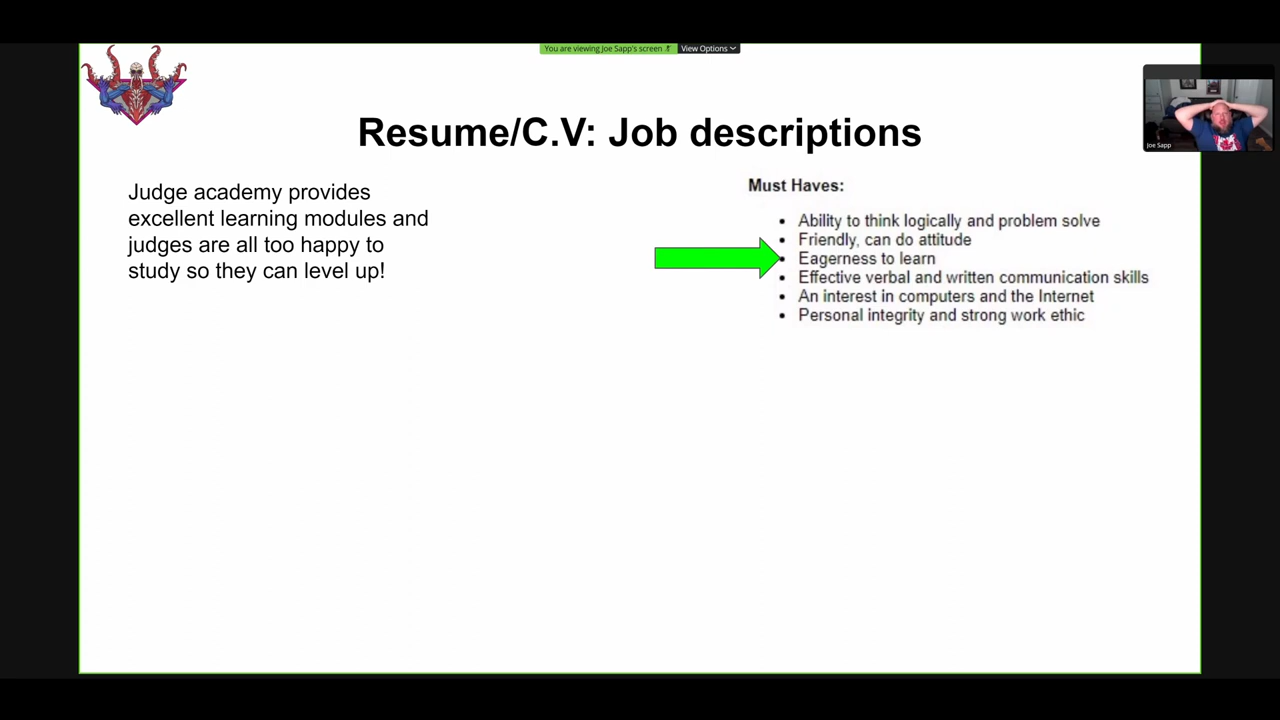 You are viewing Joe Sapp's screen
View Options
Resume/C.V: Job descriptions
Judge academy provides
excellent learning modules and
judges are all too happy to
study so they can level up!
Must Haves:
Ability to think logically and problem solve
Friendly, can do attitude
Eagerness to learn
Effective verbal and written communication skills
An interest in computers and the Internet
Personal integrity and strong work ethic
Joe Sapp